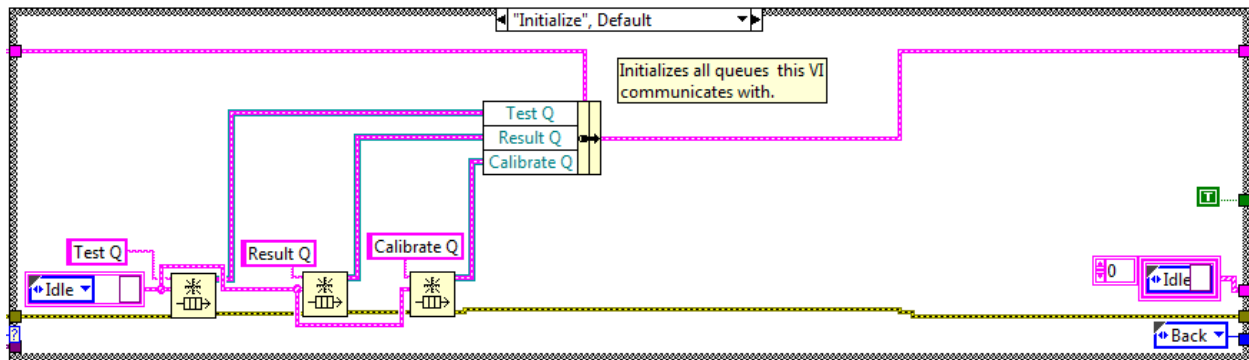 "Initialize", Default
Initializes all queues this VI
communicates with.
Test Q
Result Q
Calibrate Q
Test Q
Result Q
Calibrate Q
Idle
T
0
Idle
?
Back